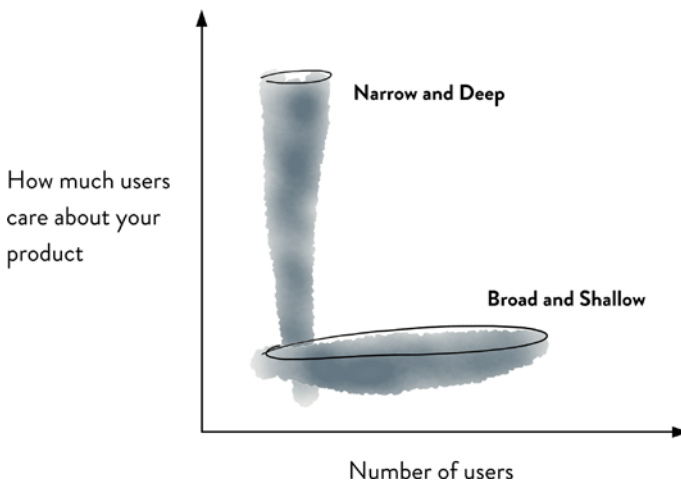 Narrow and Deep
How much users
care about your
product
Broad and Shallow
Number of users